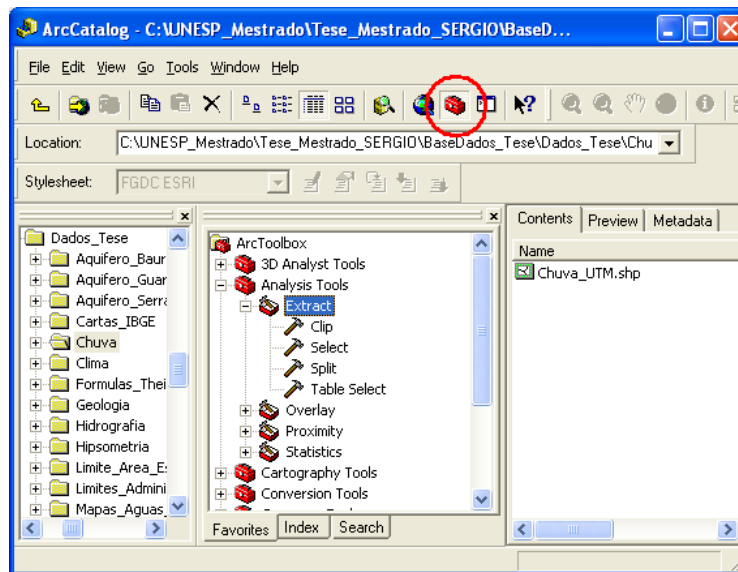 ArcCatalog - C:\UNESP_Mestrado\Tese_Mestrado_SERGIO\BaseD...
File Edit View Go Tools Window Help
Location: C:\UNESP_Mestrado\Tese_Mestrado_SERGIO\BaseDados_Tese\Dados_Tese\Chu
Stylesheet: FGDC ESRI
Dados_Tese
Aquifero_Baur
Aquifero_Guar
Aquifero_Serra
Cartas_IBGE
Chuva
Clima
Formulas_Thei
Geologia
Hidrografia
Hipsometria
Limite_Area_E
Limites_Admini
Mapas_Aguas_
ArcToolbox
3D Analyst Tools
Analysis Tools
Extract
Clip
Select
Split
Table Select
Overlay
Proximity
Statistics
Cartography Tools
Conversion Tools
Favorites Index Search
Contents Preview Metadata
Name
Chuva_UTM.shp